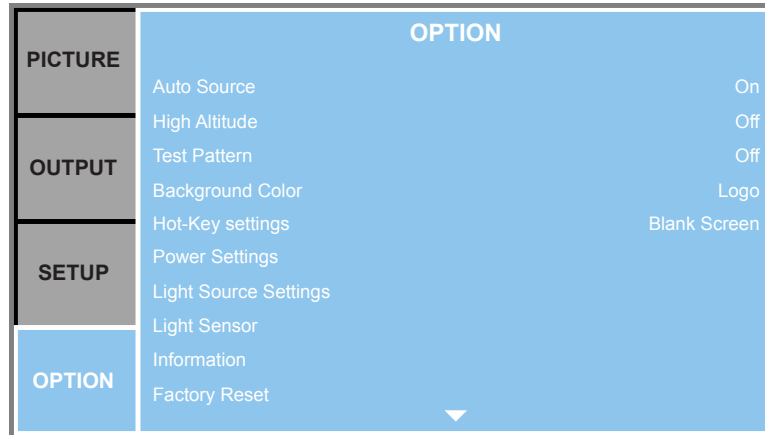 PICTURE
OUTPUT
SETUP
OPTION
OPTION
Auto Source On
High Altitude Off
Test Pattern Off
Background Color Logo
Hot-Key settings Blank Screen
Power Settings
Light Source Settings
Light Sensor
Information
Factory Reset